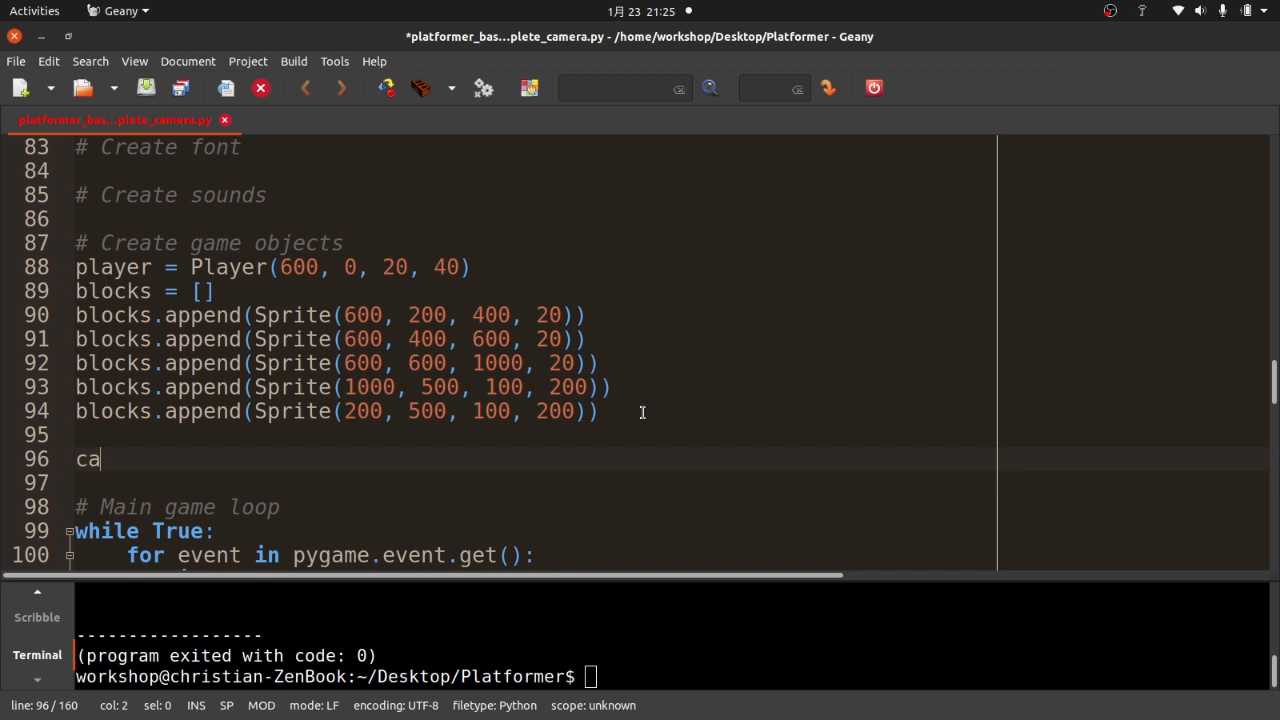 Activities Geany 1月 23 21:25
*platformer_bas...plete_camera.py - /home/workshop/Desktop/Platformer - Geany
File Edit Search View Document Project Build Tools Help
platformer_bas...plete_camera.py
83 # Create font
84
85 # Create sounds
86
87 # Create game objects
88 player = Player(600, 0, 20, 40)
89 blocks = []
90 blocks.append(Sprite(600, 200, 400, 20))
91 blocks.append(Sprite(600, 400, 600, 20))
92 blocks.append(Sprite(600, 600, 1000, 20))
93 blocks.append(Sprite(1000, 500, 100, 200))
94 blocks.append(Sprite(200, 500, 100, 200))
95
96 ca
97
98 # Main game loop
99 while True:
100 for event in pygame.event.get():
Scribble
------------------
Terminal (program exited with code: 0)
workshop@christian-ZenBook:~/Desktop/Platformer$
line: 96 / 160 col: 2 sel: 0 INS SP MOD mode: LF encoding: UTF-8 filetype: Python scope: unknown